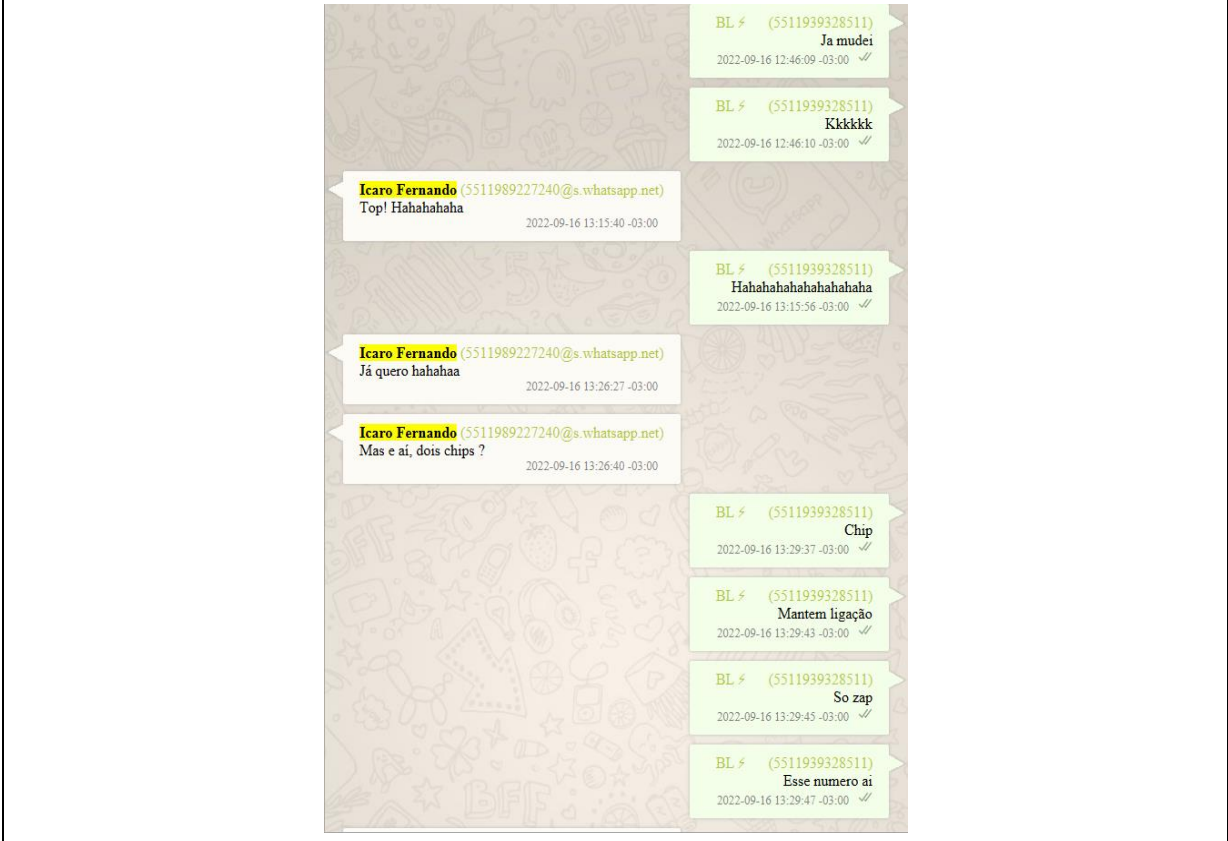 BL⚡ (5511939328511)
Ja mudei
2022-09-16 12:46:09 -03:00
BL⚡ (5511939328511)
Kkkkkk
2022-09-16 12:46:10 -03:00
Icaro Fernando (5511989227240@s.whatsapp.net)
Top! Hahahahaha
2022-09-16 13:15:40 -03:00
BL⚡ (5511939328511)
Hahahahahahahahahaha
2022-09-16 13:15:56 -03:00
Icaro Fernando (5511989227240@s.whatsapp.net)
Já quero hahahaa
2022-09-16 13:26:27 -03:00
Icaro Fernando (5511989227240@s.whatsapp.net)
Mas e aí, dois chips ?
2022-09-16 13:26:40 -03:00
BL⚡ (5511939328511)
Chip
2022-09-16 13:29:37 -03:00
BL⚡ (5511939328511)
Mantem ligação
2022-09-16 13:29:43 -03:00
BL⚡ (5511939328511)
So zap
2022-09-16 13:29:45 -03:00
BL⚡ (5511939328511)
Esse numero ai
2022-09-16 13:29:47 -03:00